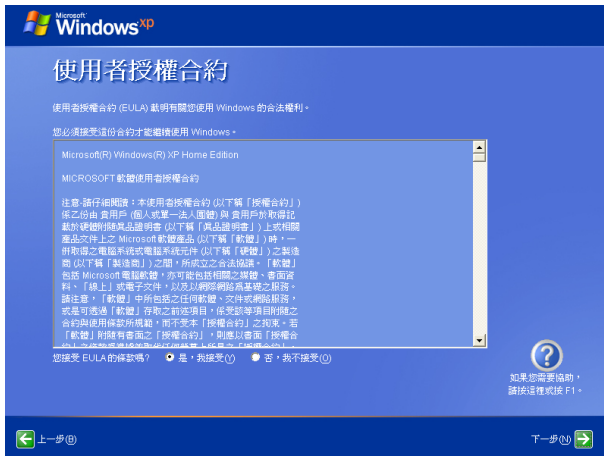 Microsoft
Windows xp
使用者授權合約
使用者授權合約 (EULA) 載明有關您使用 Windows 的合法權利。
您必須接受這份合約才能繼續使用 Windows。
Microsoft(R) Windows(R) XP Home Edition
MICROSOFT 軟體使用者授權合約
注意-請仔細閱讀：本使用者授權合約 (以下稱「授權合約」)
係乙份由 貴用戶 (個人或單一法人團體) 與 貴用戶於取得記
載於硬體附隨真品證明書 (以下稱「真品證明書」) 上或相關
產品文件上之 Microsoft 軟體產品 (以下稱「軟體」) 時，一
併取得之電腦系統或電腦系統元件 (以下稱「硬體」) 之製造
商 (以下稱「製造商」) 之間，所成立之合法協議。「軟體」
包括 Microsoft 電腦軟體，亦可能包括相關之媒體、書面資
料、「線上」或電子文件，以及以網際網路為基礎之服務。
請注意，「軟體」中所包括之任何軟體、文件或網路服務，
或是可透過「軟體」存取之前述項目，係受該等項目附隨之
合約與使用條款所規範，而不受本「授權合約」之拘束。若
「軟體」附隨有書面之「授權合約」，則應以書面「授權合
您接受 EULA 的條款嗎?
是，我接受(Y)
否，我不接受(O)
如果您需要協助，
請按這裡或按 F1。
上一步(B)
下一步(N)